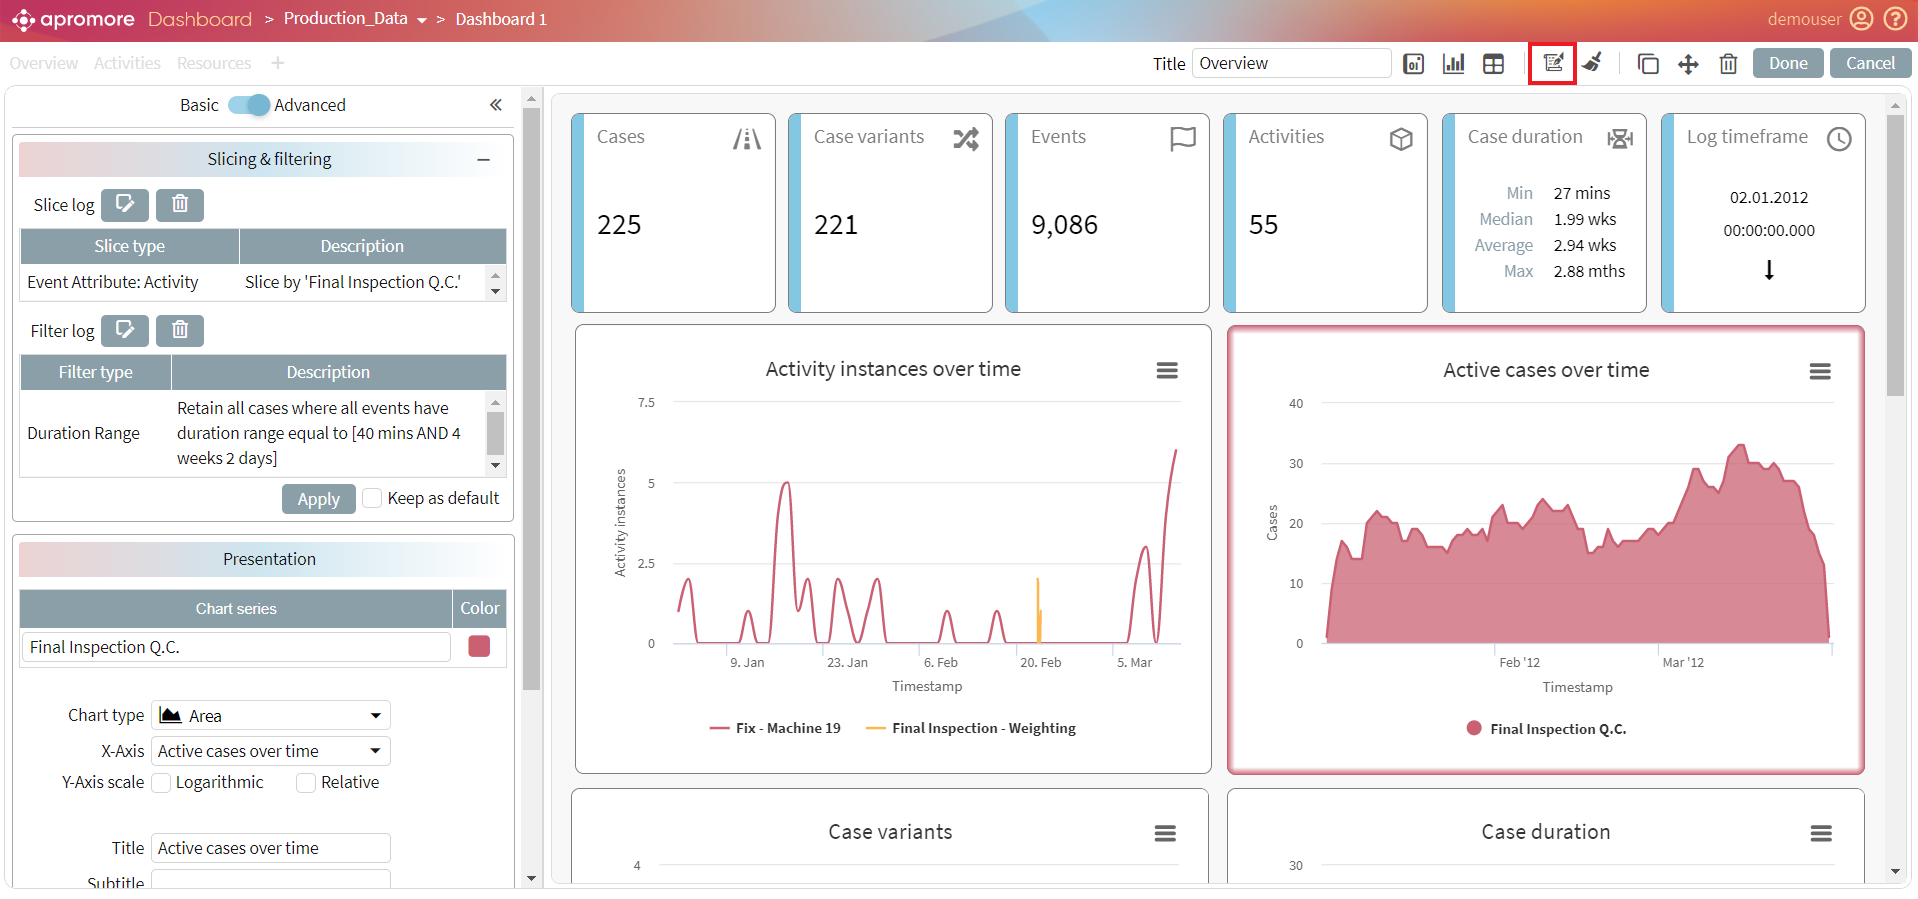 apromore Dashboard > Production_Data > Dashboard 1
demouser
Overview Activities Resources +
Title Overview
Done Cancel
Basic Advanced
Slicing & filtering
Slice log
Slice type Description
Event Attribute: Activity Slice by 'Final Inspection Q.C.'
Filter log
Filter type Description
Duration Range
Retain all cases where all events have
duration range equal to [40 mins AND 4
weeks 2 days]
Apply Keep as default
Presentation
Chart series Color
Final Inspection Q.C.
Chart type Area
X-Axis Active cases over time
Y-Axis scale Logarithmic Relative
Title Active cases over time
Subtitle
Cases
225
Case variants
221
Events
9,086
Activities
55
Case duration
Min 27 mins
Median 1.99 wks
Average 2.94 wks
Max 2.88 mths
Log timeframe
02.01.2012
00:00:00.000
Activity instances over time
Activity instances
7.5
5
2.5
0
9. Jan 23. Jan 6. Feb 20. Feb 5. Mar
Timestamp
Fix - Machine 19 Final Inspection - Weighting
Active cases over time
Cases
40
30
20
10
0
Feb '12 Mar '12
Timestamp
Final Inspection Q.C.
Case variants
4
Case duration
30